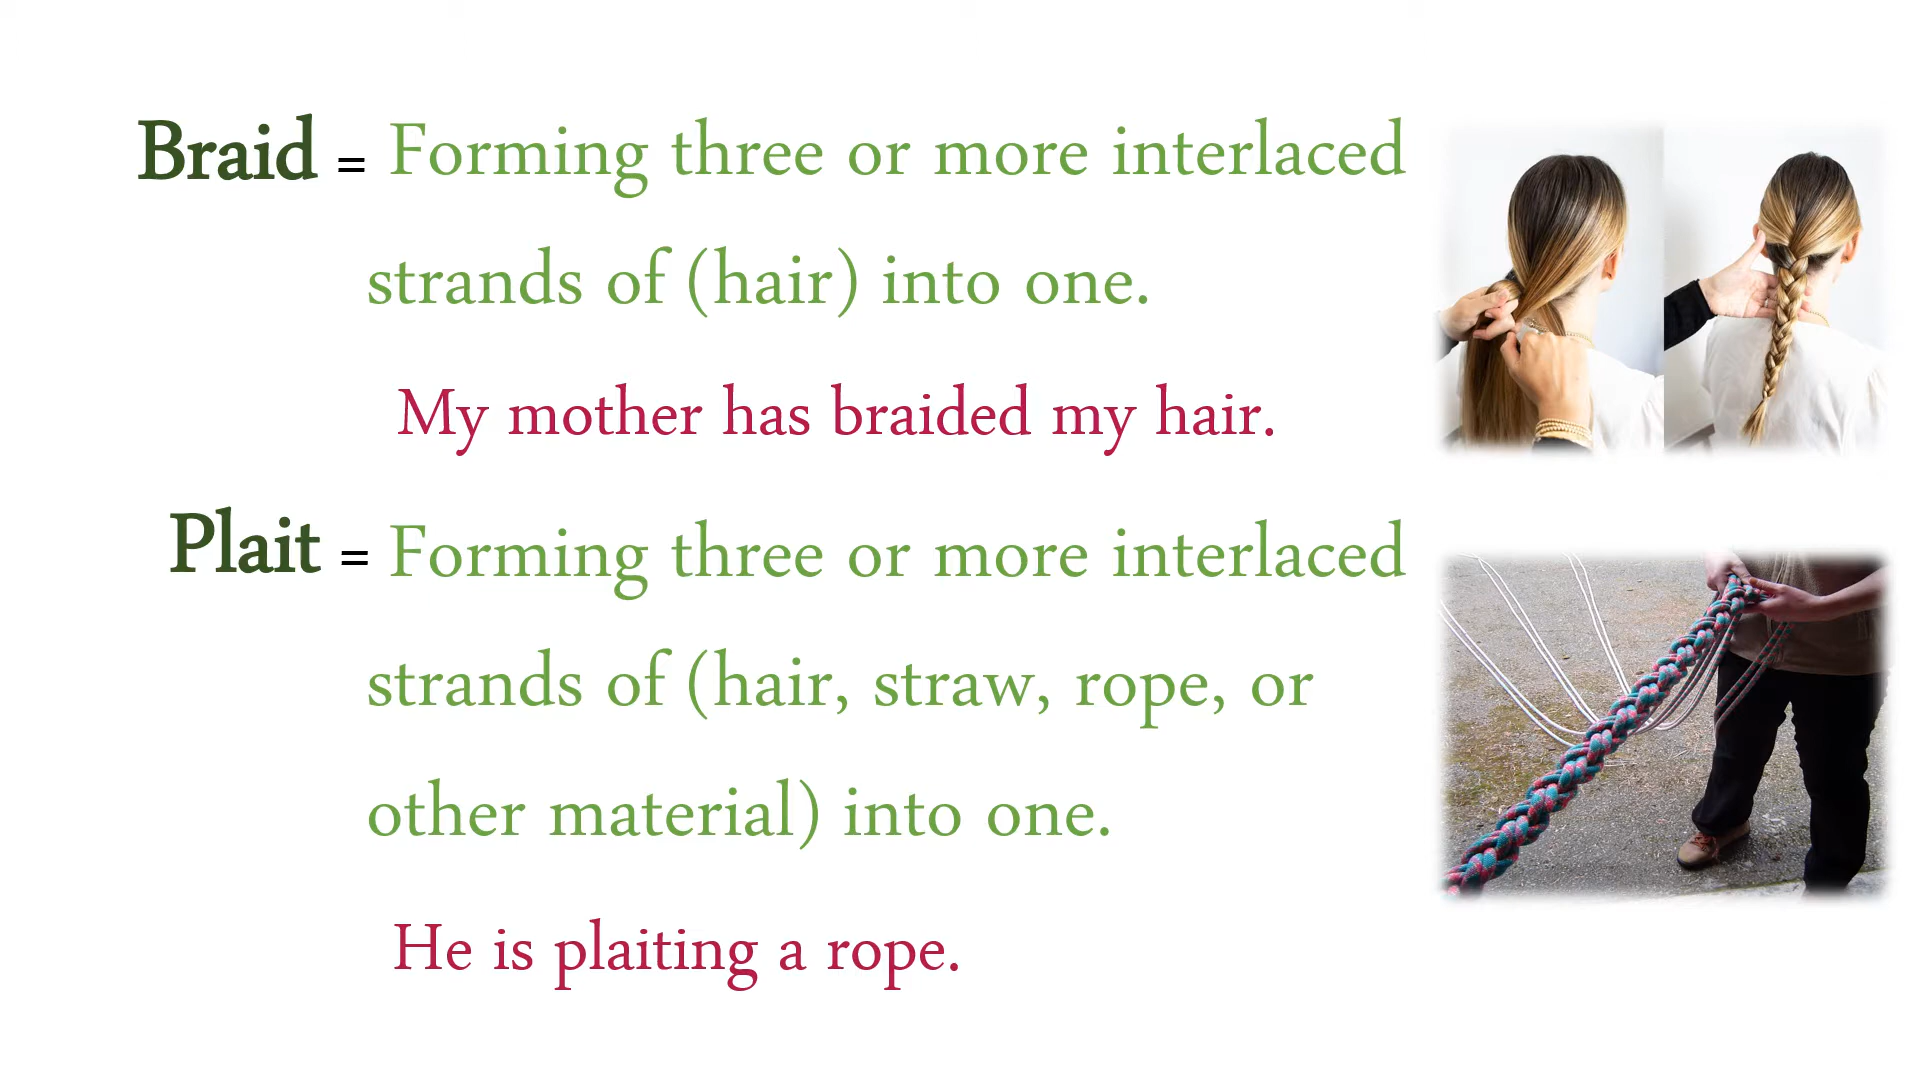 Braid = Forming three or more interlaced
strands of (hair) into one.
My mother has braided my hair.
Plait = Forming three or more interlaced
strands of (hair, straw, rope, or
other material) into one.
He is plaiting a rope.